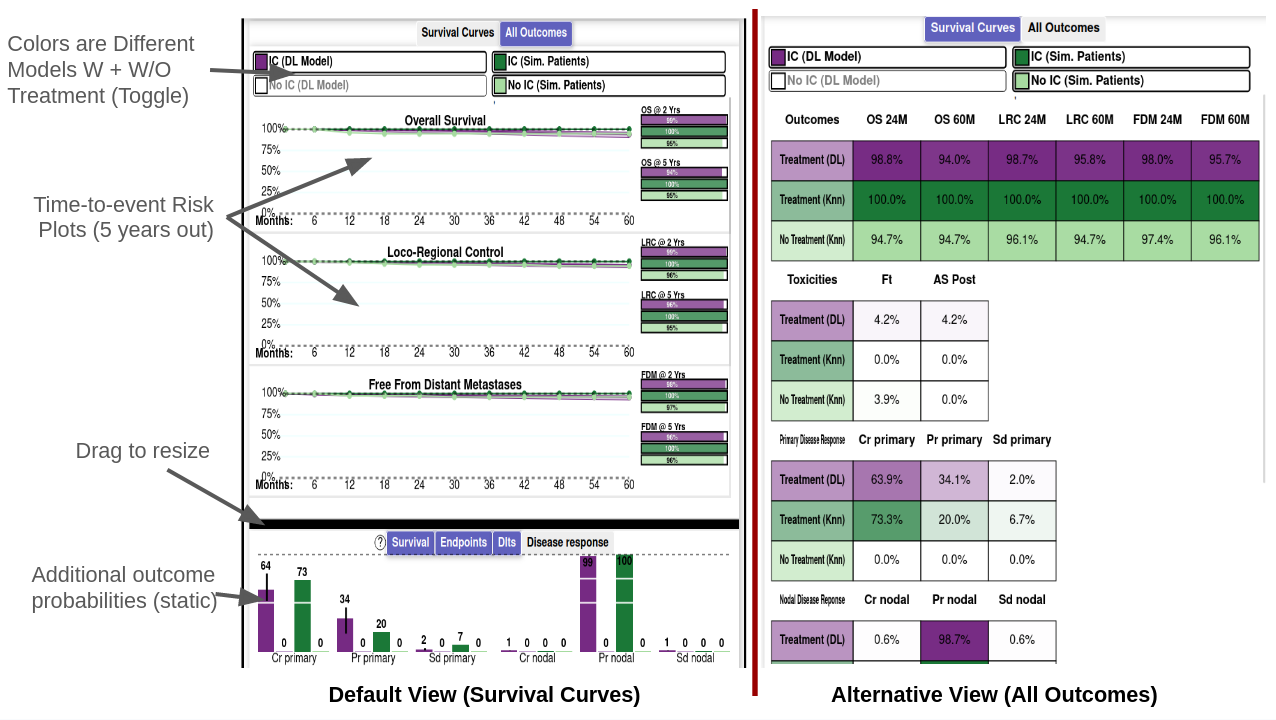 Colors are Different
Models W + W/O
Treatment (Toggle)
Time-to-event Risk
Plots (5 years out)
Drag to resize
Additional outcome
probabilities (static)
Survival Curves All Outcomes
IC (DL Model) IC (Sim. Patients)
No IC (DL Model) No IC (Sim. Patients)
Overall Survival
100%
75%
50%
25%
0%
Months: 6 12 18 24 30 36 42 48 54 60
OS @ 2 Yrs
99%
100%
95%
OS @ 5 Yrs
94%
100%
95%
Loco-Regional Control
100%
75%
50%
25%
0%
Months: 6 12 18 24 30 36 42 48 54 60
LRC @ 2 Yrs
99%
100%
96%
LRC @ 5 Yrs
96%
100%
95%
Free From Distant Metastases
100%
75%
50%
25%
0%
Months: 6 12 18 24 30 36 42 48 54 60
FDM @ 2 Yrs
98%
100%
97%
FDM @ 5 Yrs
96%
100%
96%
? Survival Endpoints Dlts Disease response
64 0 73 0 34 0 20 0 2 0 7 0 1 0 0 0 99 0 100 0 1 0 0 0
Cr primary Pr primary Sd primary Cr nodal Pr nodal Sd nodal
Default View (Survival Curves)
Survival Curves All Outcomes
IC (DL Model) IC (Sim. Patients)
No IC (DL Model) No IC (Sim. Patients)
Outcomes OS 24M OS 60M LRC 24M LRC 60M FDM 24M FDM 60M
Treatment (DL) 98.8% 94.0% 98.7% 95.8% 98.0% 95.7%
Treatment (Knn) 100.0% 100.0% 100.0% 100.0% 100.0% 100.0%
No Treatment (Knn) 94.7% 94.7% 96.1% 94.7% 97.4% 96.1%
Toxicities Ft AS Post
Treatment (DL) 4.2% 4.2%
Treatment (Knn) 0.0% 0.0%
No Treatment (Knn) 3.9% 0.0%
Primary Disease Response Cr primary Pr primary Sd primary
Treatment (DL) 63.9% 34.1% 2.0%
Treatment (Knn) 73.3% 20.0% 6.7%
No Treatment (Knn) 0.0% 0.0% 0.0%
Nodal Disease Reponse Cr nodal Pr nodal Sd nodal
Treatment (DL) 0.6% 98.7% 0.6%
Alternative View (All Outcomes)